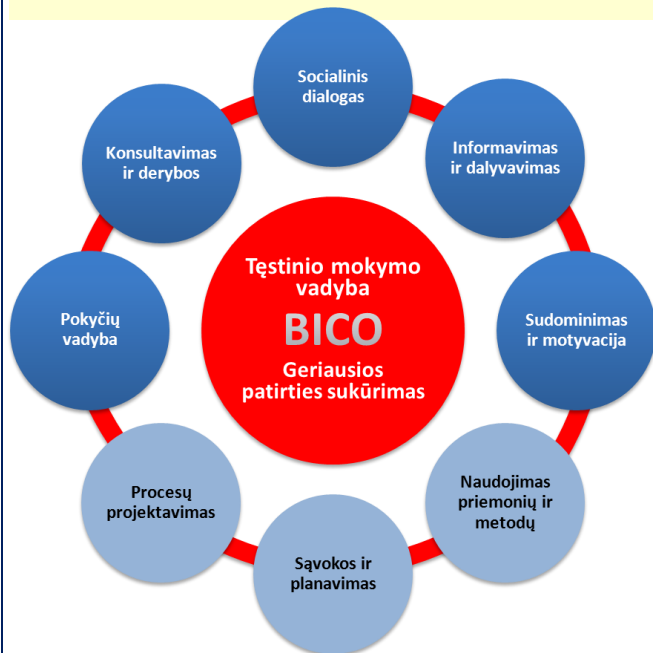 Socialinis
dialogas
Informavimas
ir dalyvavimas
Sudominimas
ir motyvacija
Naudojimas
priemonių ir
metodų
Sąvokos ir
planavimas
Procesų
projektavimas
Pokyčių
vadyba
Konsultavimas
ir derybos
Tęstinio mokymo
vadyba
BICO
Geriausios
patirties sukūrimas